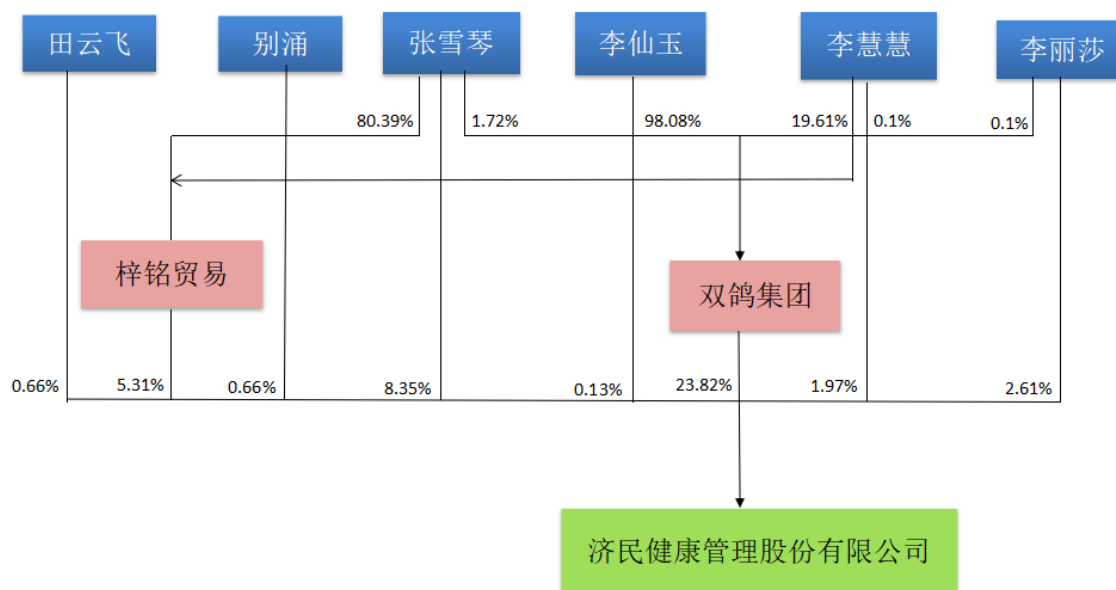 田云飞
别涌
张雪琴
李仙玉
李慧慧
李丽莎
80.39%
1.72%
98.08%
19.61%
0.1%
0.1%
梓铭贸易
双鸽集团
0.66%
5.31%
0.66%
8.35%
0.13%
23.82%
1.97%
2.61%
济民健康管理股份有限公司